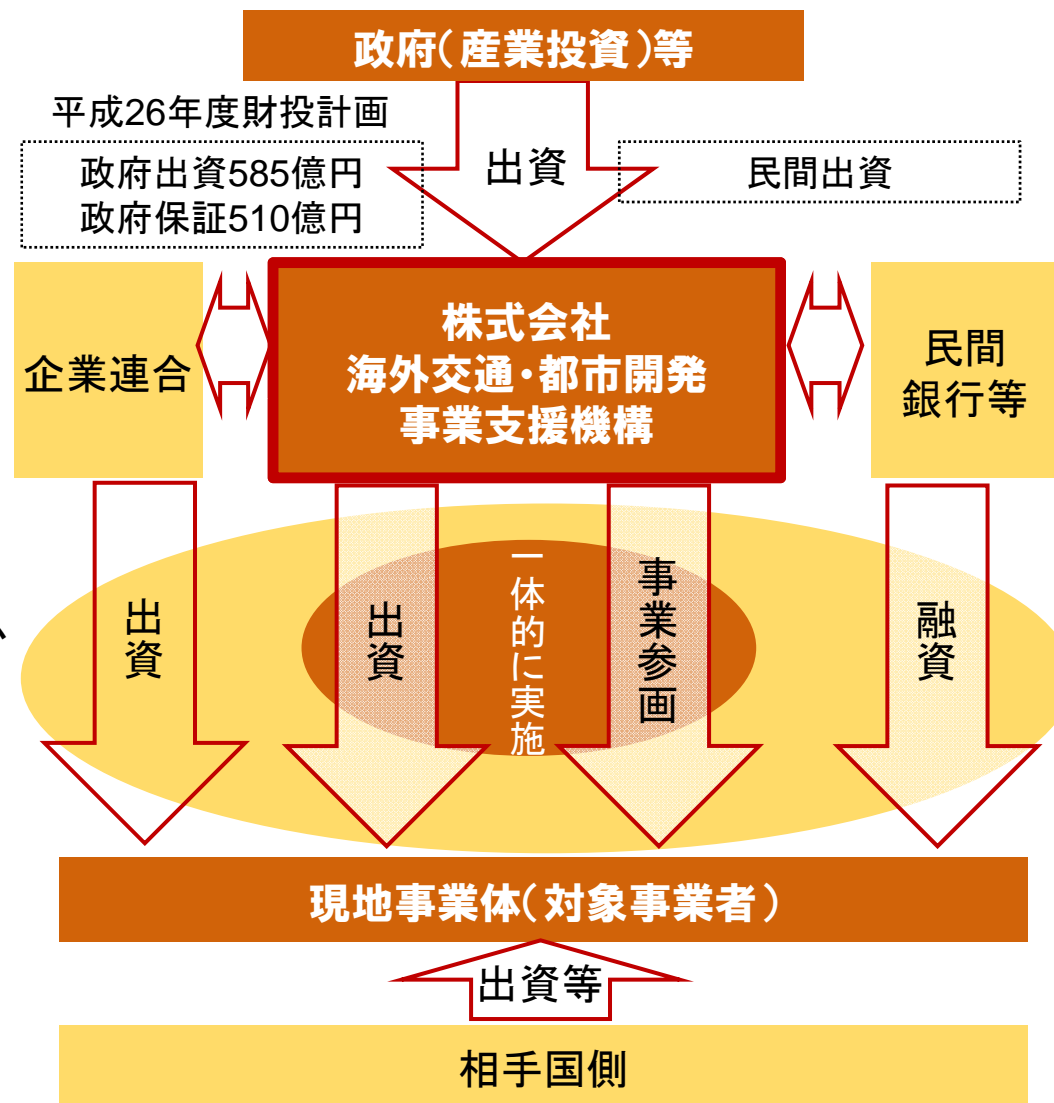 政府(産業投資)等
平成26年度財投計画
政府出資585億円
政府保証510億円
出資
民間出資
企業連合
株式会社
海外交通・都市開発
事業支援機構
民間
銀行等
出資
出資
一体的に実施
事業参画
融資
現地事業体(対象事業者)
出資等
相手国側